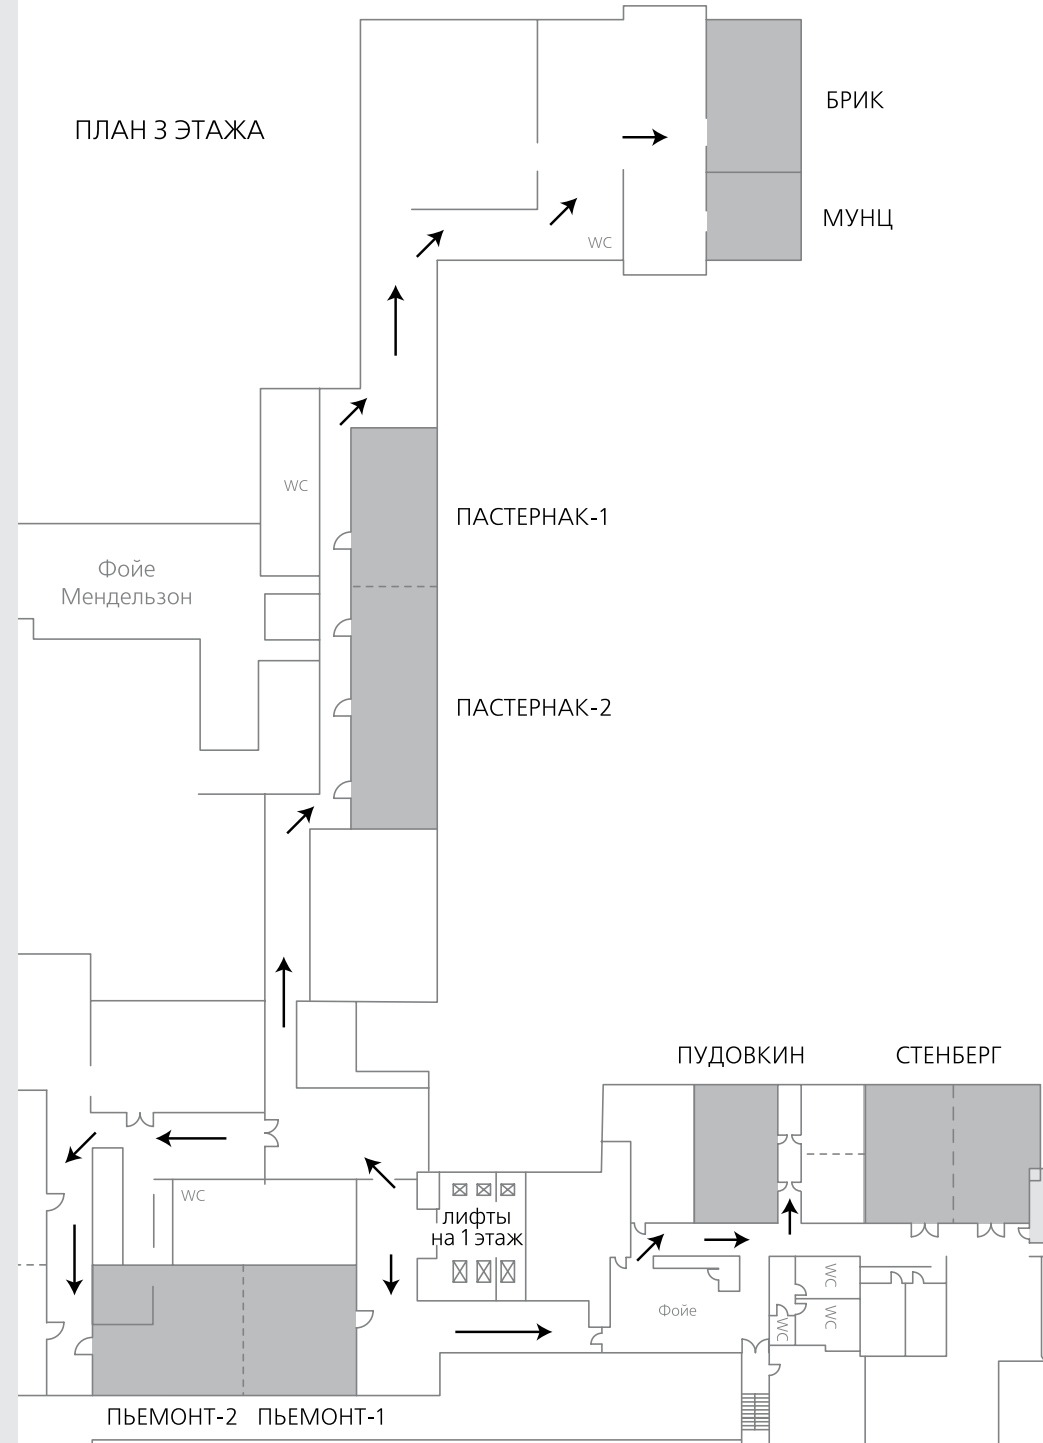 БРИК
ПЛАН 3 ЭТАЖА
МУНЦ
WC
WC
ПАСТЕРНАК-1
Фойе
Мендельзон
ПАСТЕРНАК-2
ПУДОВКИН
СТЕНБЕРГ
WC
лифты
на 1 этаж
WC
Фойе
WC
WC
ПЬЕМОНТ-2
ПЬЕМОНТ-1